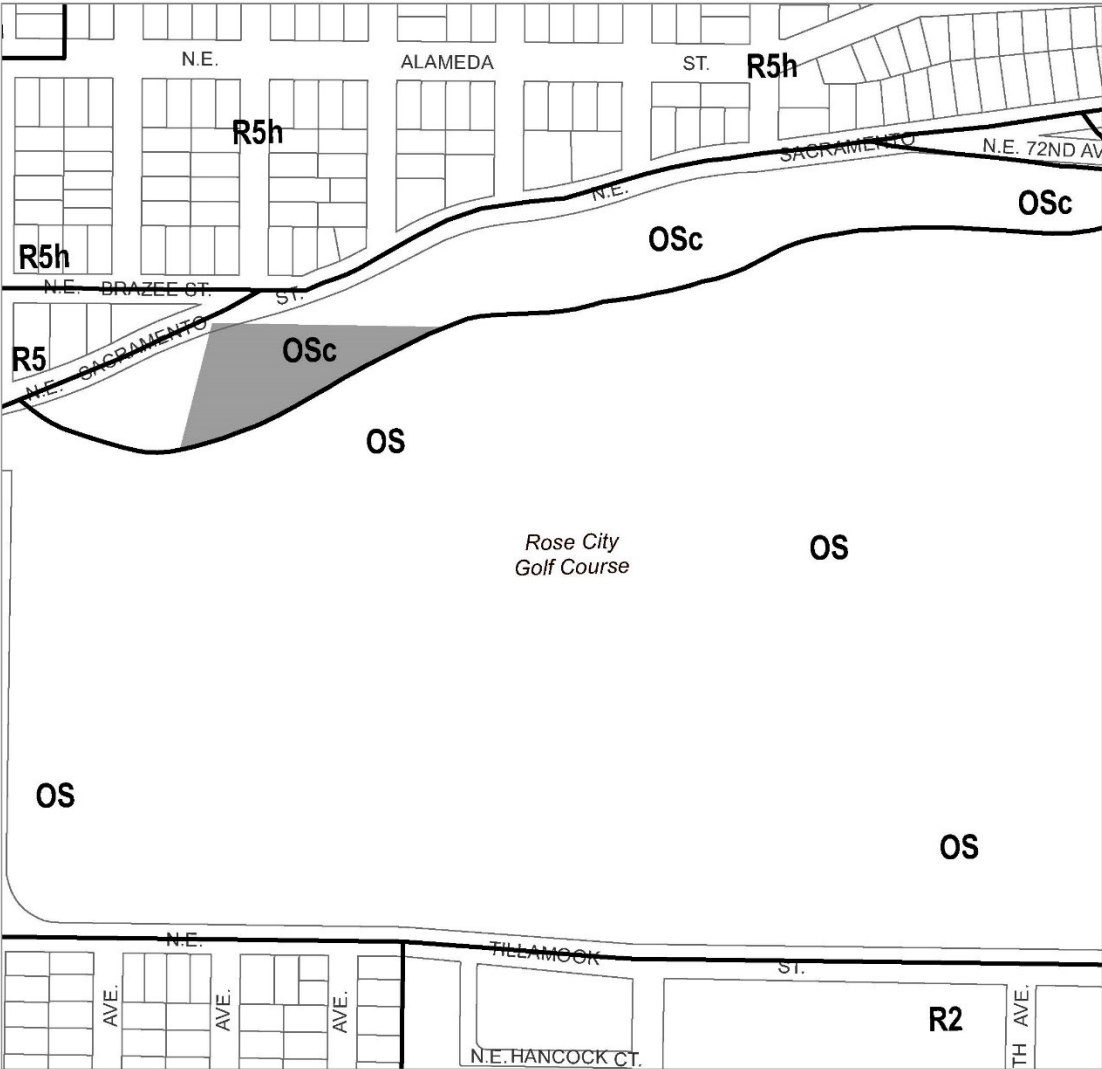 N.E. ALAMEDA ST.
R5h
R5h
SACRAMENTO
N.E. 72ND AV
N.E.
OSc
OSc
R5h
N.E. BRAZEE ST.
ST.
OSc
R5
N.E. SACRAMENTO
OS
Rose City
Golf Course
OS
OS
OS
N.E. TILLAMOOK ST.
AVE.
AVE.
AVE.
R2
TH AVE.
N.E. HANCOCK CT.